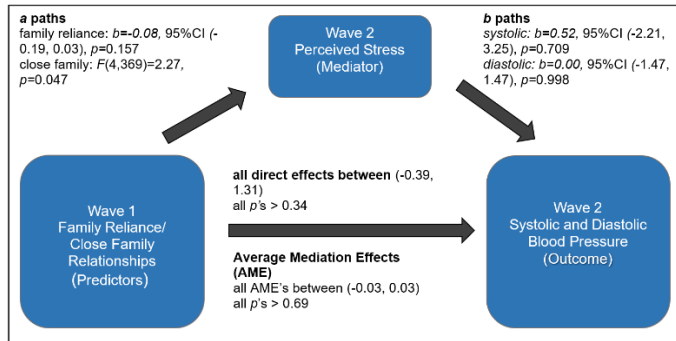 a paths
family reliance: b=-0.08, 95%CI (-
0.19, 0.03), p=0.157
close family: F(4,369)=2.27,
p=0.047
Wave 2
Perceived Stress
(Mediator)
b paths
systolic: b=0.52, 95%CI (-2.21,
3.25), p=0.709
diastolic: b=0.00, 95%CI (-1.47,
1.47), p=0.998
Wave 1
Family Reliance/
Close Family
Relationships
(Predictors)
all direct effects between (-0.39,
1.31)
all p's > 0.34
Average Mediation Effects
(AME)
all AME's between (-0.03, 0.03)
all p's > 0.69
Wave 2
Systolic and Diastolic
Blood Pressure
(Outcome)